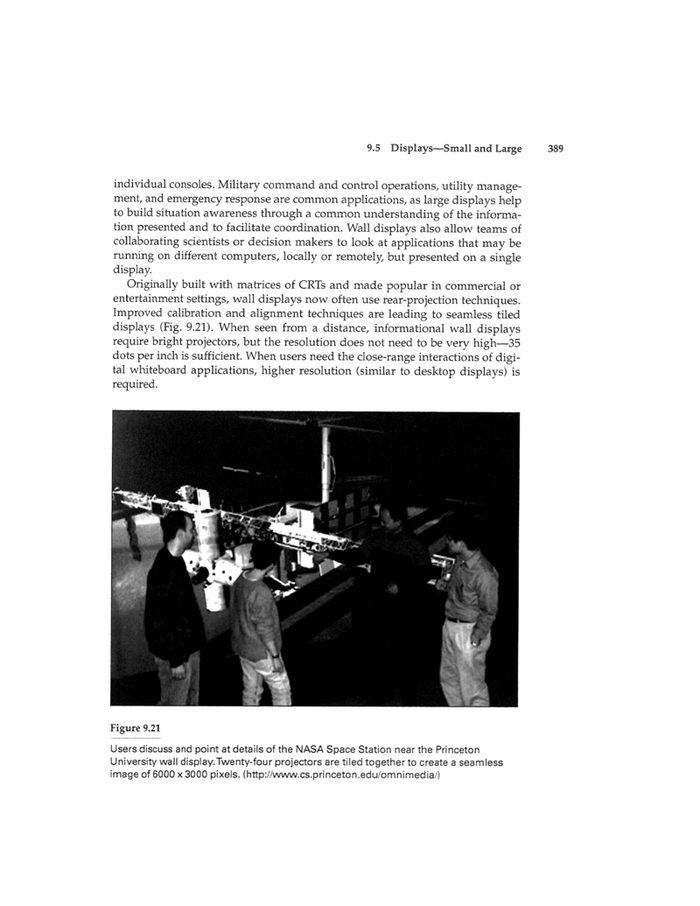 9.5 Displays—Small and Large 389
individual consoles. Military command and control operations, utility manage-
ment, and emergency response are common applications, as large displays help
to build situation awareness through a common understanding of the informa-
tion presented and to facilitate coordination. Wall displays also allow teams of
collaborating scientists or decision makers to look at applications that may be
running on different computers, locally or remotely, but presented on a single
display.
Originally built with matrices of CRTs and made popular in commercial or
entertainment settings, wall displays now often use rear-projection techniques.
Improved calibration and alignment techniques are leading to seamless tiled
displays (Fig. 9.21). When seen from a distance, informational wall displays
require bright projectors, but the resolution does not need to be very high—35
dots per inch is sufficient. When users need the close-range interactions of digi-
tal whiteboard applications, higher resolution (similar to desktop displays) is
required.
Figure 9.21
Users discuss and point at details of the NASA Space Station near the Princeton
University wall display. Twenty-four projectors are tiled together to create a seamless
image of 6000 x 3000 pixels. (http://www.cs.princeton.edu/omnimedia/)